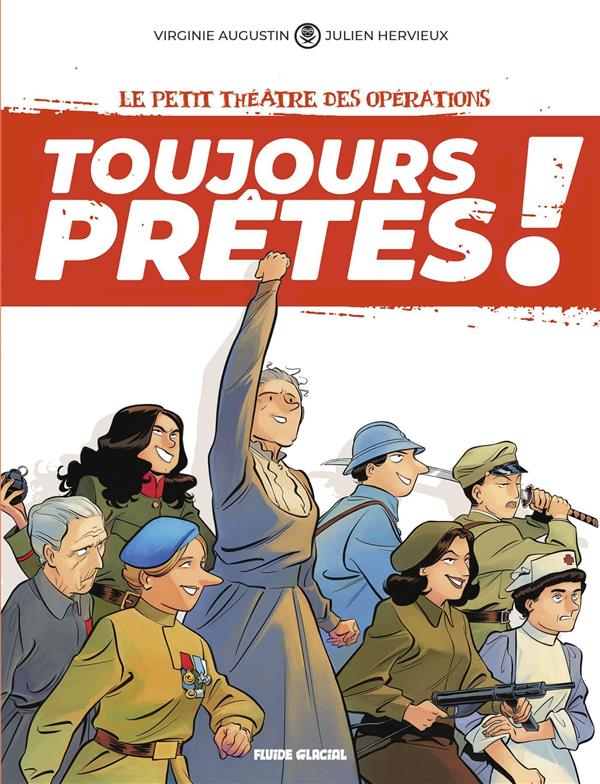 VIRGINIE AUGUSTIN JULIEN HERVIEUX
LE PETIT THÉÂTRE DES OPÉRATIONS
TOUJOURS
PRÊTES !
FLUIDE GLACIAL